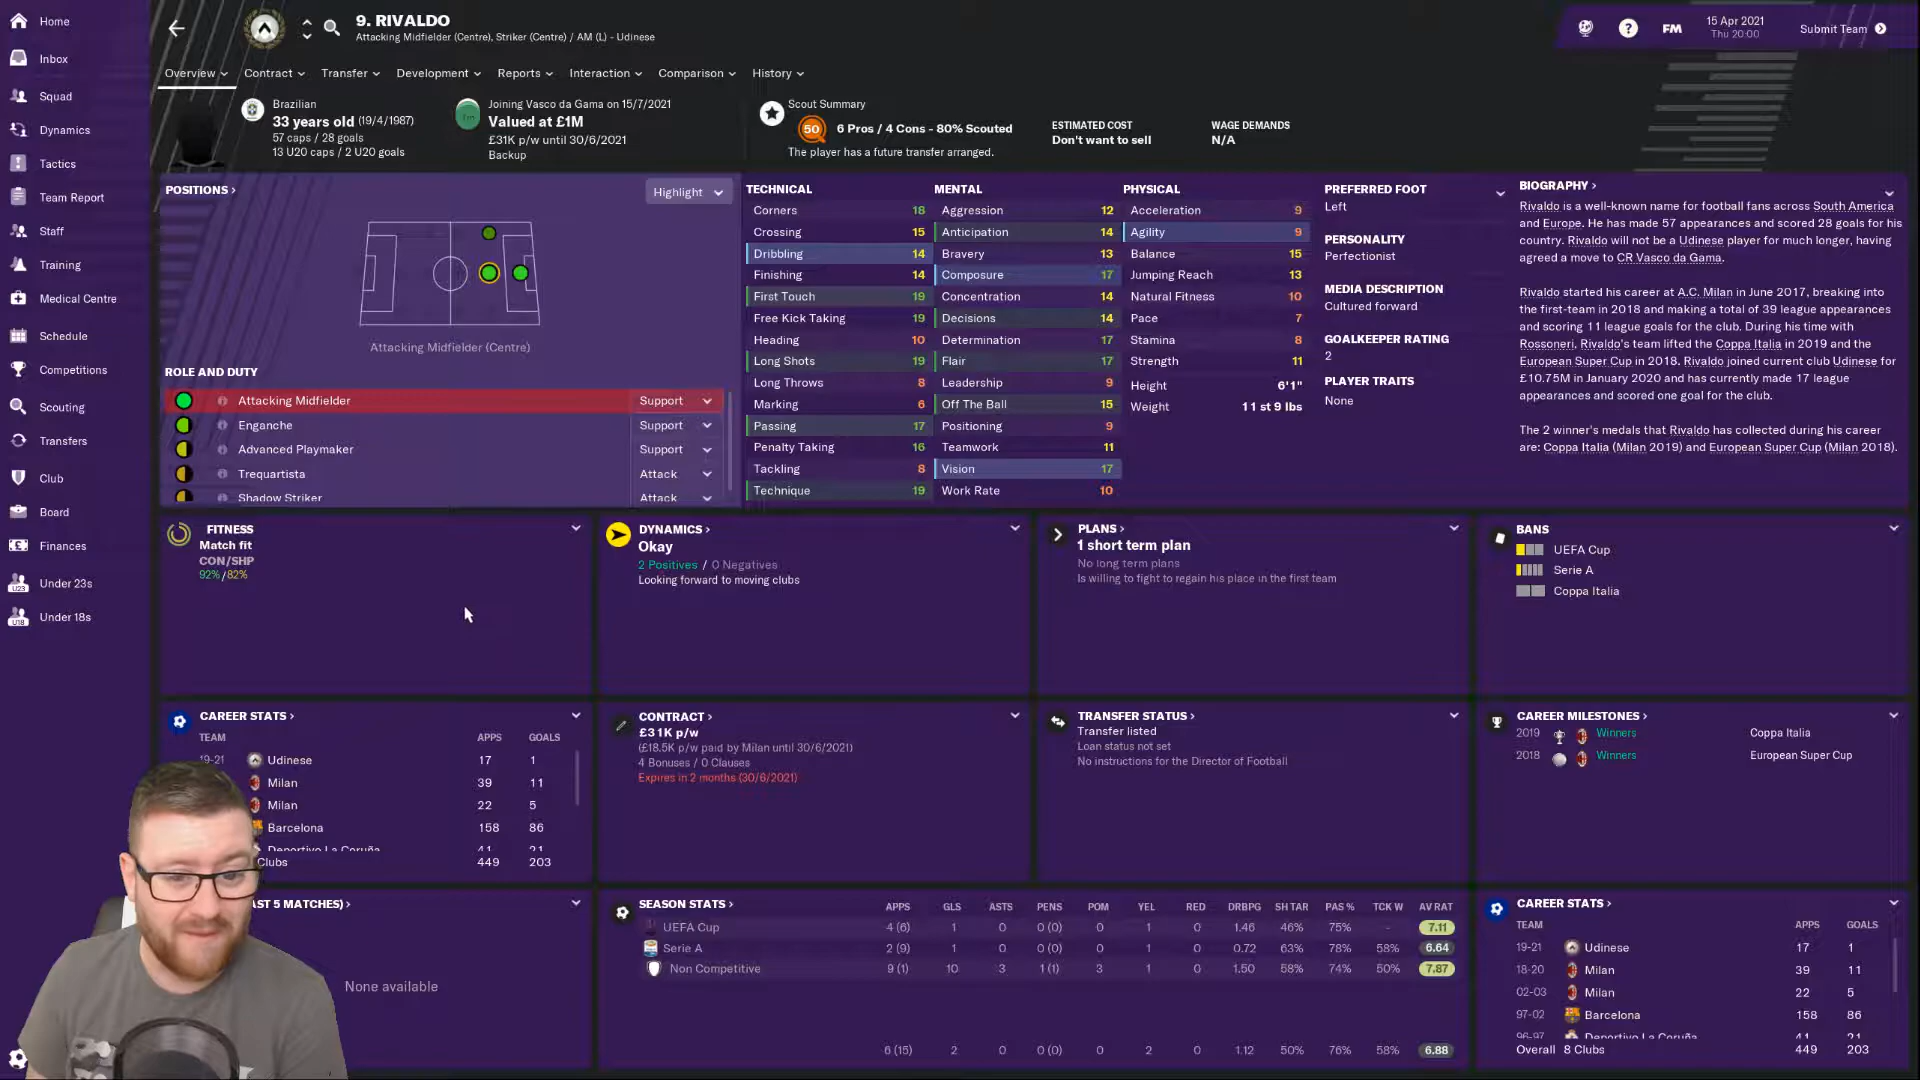 Home
Inbox
Squad
Dynamics
Tactics
Team Report
Staff
Training
Medical Centre
Schedule
Competitions
Scouting
Transfers
Club
Board
Finances
U23 Under 23s
U18 Under 18s
9. RIVALDO
Attacking Midfielder (Centre), Striker (Centre) / AM (L) - Udinese
? FM 15 Apr 2021
Thu 20:00
Submit Team
Overview Contract Transfer Development Reports Interaction Comparison History
Brazilian
33 years old (19/4/1987)
57 caps / 28 goals
13 U20 caps / 2 U20 goals
Joining Vasco da Gama on 15/7/2021
Valued at £1M
£31K p/w until 30/6/2021
Backup
Scout Summary
50 6 Pros / 4 Cons - 80% Scouted
The player has a future transfer arranged.
ESTIMATED COST
Don't want to sell
WAGE DEMANDS
N/A
POSITIONS >
Highlight
Attacking Midfielder (Centre)
ROLE AND DUTY
Attacking Midfielder Support
Enganche Support
Advanced Playmaker Support
Trequartista Attack
Shadow Striker Attack
TECHNICAL
Corners 18
Crossing 15
Dribbling 14
Finishing 14
First Touch 19
Free Kick Taking 19
Heading 10
Long Shots 19
Long Throws 8
Marking 6
Passing 17
Penalty Taking 16
Tackling 8
Technique 19
MENTAL
Aggression 12
Anticipation 14
Bravery 13
Composure 17
Concentration 14
Decisions 14
Determination 17
Flair 17
Leadership 9
Off The Ball 15
Positioning 9
Teamwork 11
Vision 17
Work Rate 10
PHYSICAL
Acceleration 9
Agility 9
Balance 15
Jumping Reach 13
Natural Fitness 10
Pace 7
Stamina 8
Strength 11
Height 6'1"
Weight 11 st 9 lbs
PREFERRED FOOT
Left
PERSONALITY
Perfectionist
MEDIA DESCRIPTION
Cultured forward
GOALKEEPER RATING
2
PLAYER TRAITS
None
BIOGRAPHY >
Rivaldo is a well-known name for football fans across South America
and Europe. He has made 57 appearances and scored 28 goals for his
country. Rivaldo will not be a Udinese player for much longer, having
agreed a move to CR Vasco da Gama.
Rivaldo started his career at A.C. Milan in June 2017, breaking into
the first-team in 2018 and making a total of 39 league appearances
and scoring 11 league goals for the club. During his time with
Rossoneri, Rivaldo's team lifted the Coppa Italia in 2019 and the
European Super Cup in 2018. Rivaldo joined current club Udinese for
£10.75M in January 2020 and has currently made 17 league
appearances and scored one goal for the club.
The 2 winner's medals that Rivaldo has collected during his career
are: Coppa Italia (Milan 2019) and European Super Cup (Milan 2018).
FITNESS
Match fit
CON/SHP
92%/82%
DYNAMICS >
Okay
2 Positives / 0 Negatives
Looking forward to moving clubs
PLANS >
1 short term plan
No long term plans
Is willing to fight to regain his place in the first team
BANS
UEFA Cup
Serie A
Coppa Italia
CAREER STATS >
TEAM APPS GOALS
19-21 Udinese 17 1
Milan 39 11
Milan 22 5
Barcelona 158 86
Deportivo La Coruña 41 21
Clubs 449 203
CONTRACT >
£31K p/w
(£18.5K p/w paid by Milan until 30/6/2021)
4 Bonuses / 0 Clauses
Expires in 2 months (30/6/2021)
TRANSFER STATUS >
Transfer listed
Loan status not set
No instructions for the Director of Football
CAREER MILESTONES >
2019 Winners Coppa Italia
2018 Winners European Super Cup
AST 5 MATCHES) >
None available
SEASON STATS > APPS GLS ASTS PENS POM YEL RED DRBPG SH TAR PAS % TCK W AV RAT
UEFA Cup 4 (6) 1 0 0 (0) 0 1 0 1.46 46% 75% - 7.11
Serie A 2 (9) 1 0 0 (0) 0 1 0 0.72 63% 78% 58% 6.64
Non Competitive 9 (1) 10 3 1 (1) 3 1 0 1.50 58% 74% 50% 7.87
6 (15) 2 0 0 (0) 0 2 0 1.12 50% 76% 58% 6.88
CAREER STATS >
TEAM APPS GOALS
19-21 Udinese 17 1
18-20 Milan 39 11
02-03 Milan 22 5
97-02 Barcelona 158 86
96-97 Deportivo La Coruña 41 21
Overall 8 Clubs 449 203